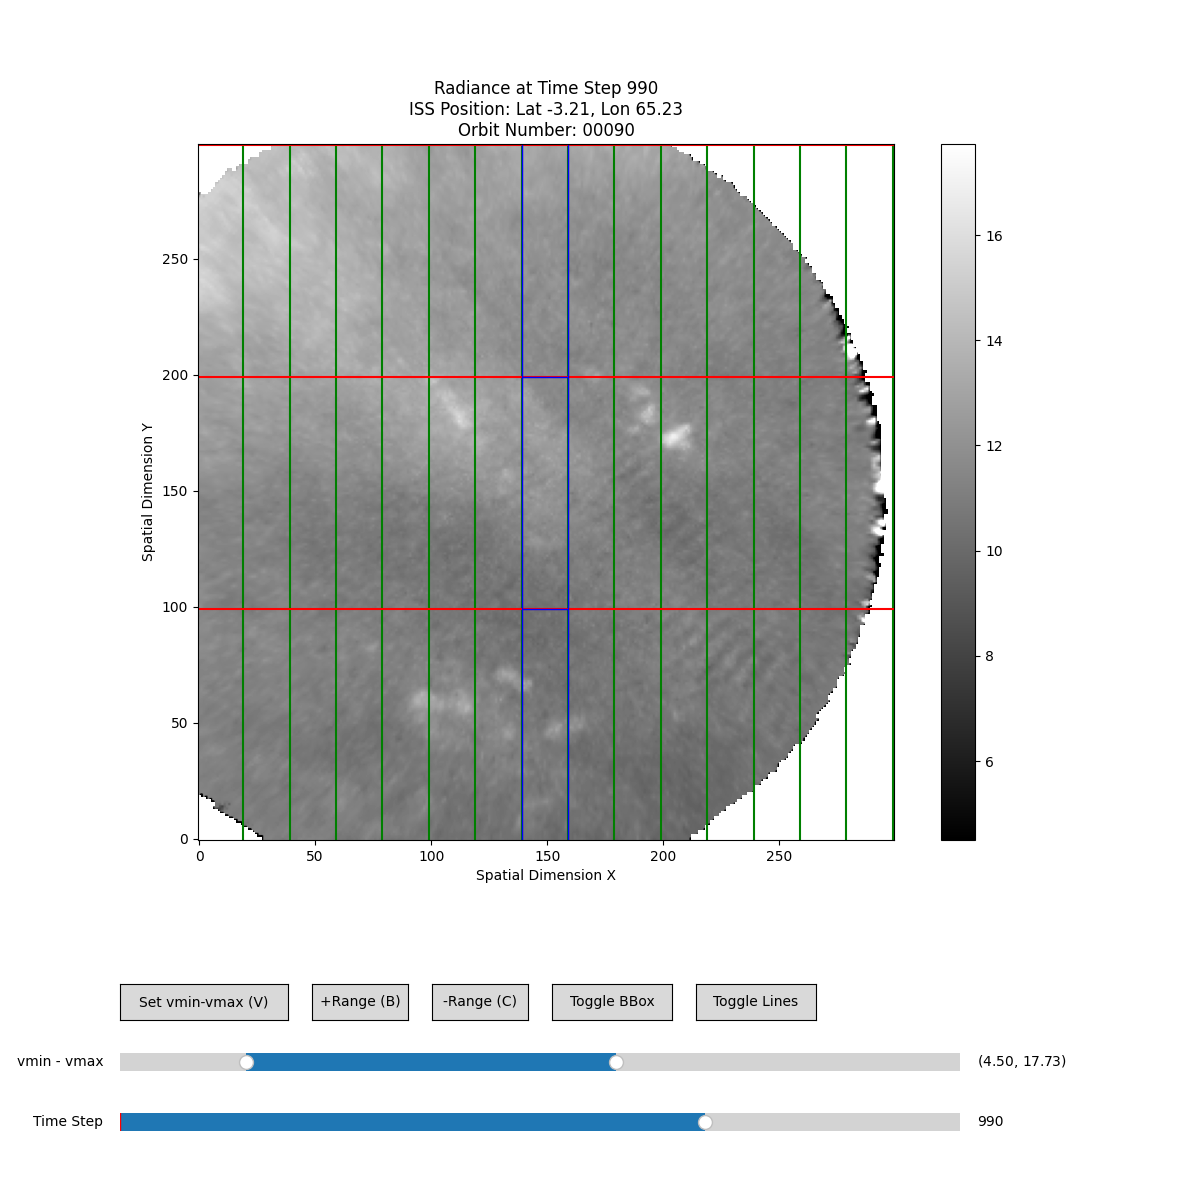 Radiance at Time Step 990
ISS Position: Lat -3.21, Lon 65.23
Orbit Number: 00090
Spatial Dimension Y
250
200
150
100
50
0
0 50 100 150 200 250
Spatial Dimension X
16
14
12
10
8
6
Set vmin-vmax (V) +Range (B) -Range (C) Toggle BBox Toggle Lines
vmin - vmax (4.50, 17.73)
Time Step 990